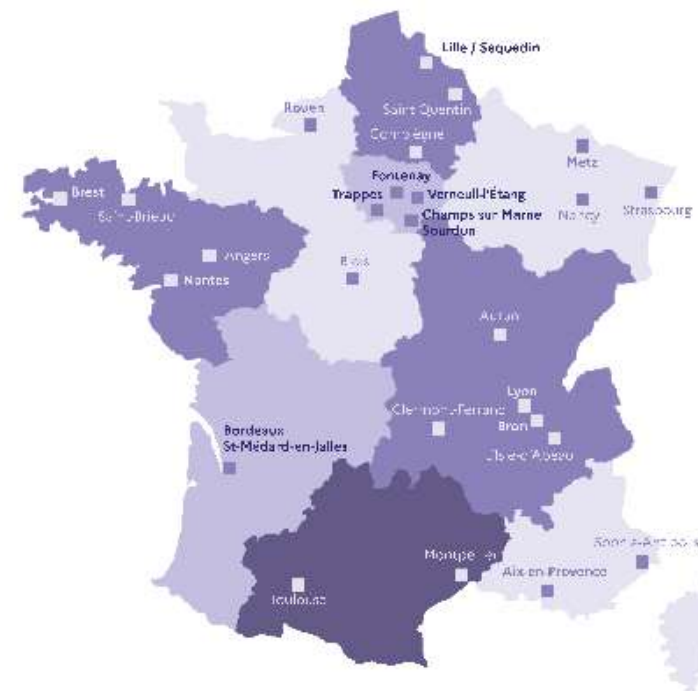 Lille / Sequedin
Rouen
Saint Quentin
Compiègne
Metz
Fontenay
Trappes
Verneuil-l'Étang
Brest
Saint-Brieuc
Champs sur Marne
Sourdun
Nancy
Strasbourg
Angers
Blois
Nantes
Autun
Lyon
Clermont-Ferrand
Bron
Bordeaux
St-Médard-en-Jalles
L'Isle-d'Abeau
Montpellier
Aix-en-Provence
Toulouse